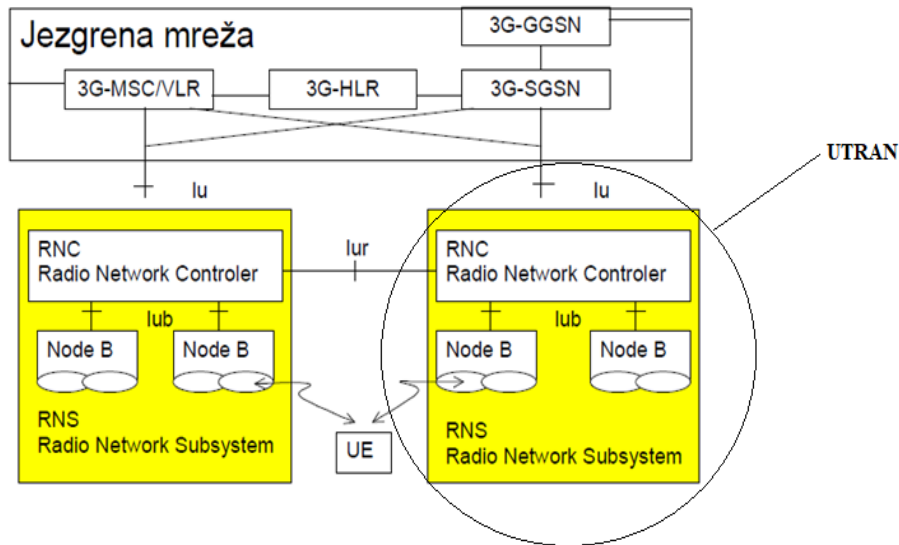 Jezgrena mreža
3G-GGSN
3G-MSC/VLR
3G-HLR
3G-SGSN
UTRAN
Iu
Iu
RNC
Radio Network Controler
Iur
RNC
Radio Network Controler
Iub
Node B
Node B
Iub
Node B
Node B
RNS
Radio Network Subsystem
UE
RNS
Radio Network Subsystem